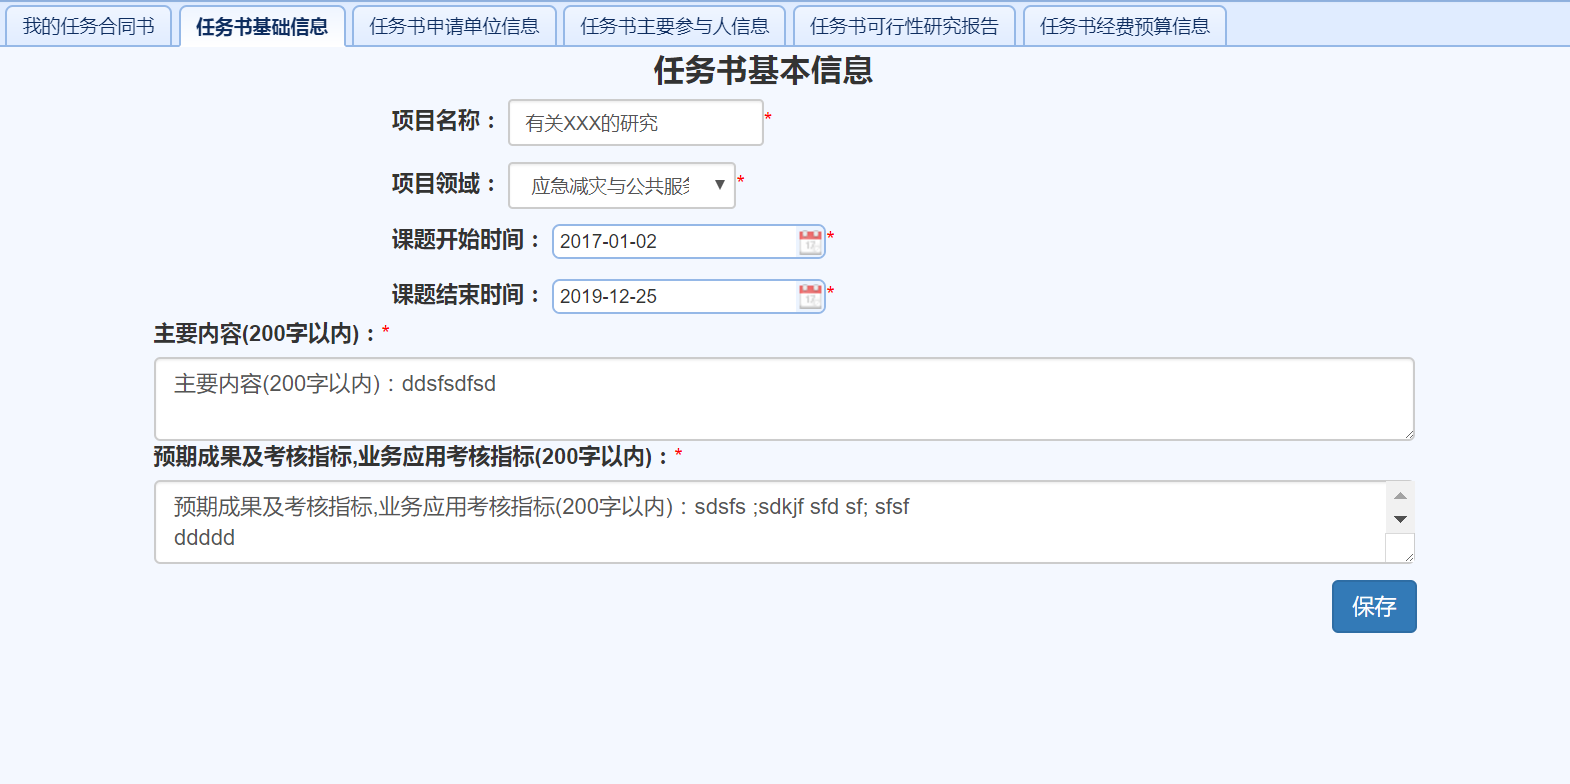 我的任务合同书 任务书基础信息 任务书申请单位信息 任务书主要参与人信息 任务书可行性研究报告 任务书经费预算信息
任务书基本信息
项目名称： 有关XXX的研究 *
项目领域： 应急减灾与公共服务 ▼ *
课题开始时间： 2017-01-02 *
课题结束时间： 2019-12-25 *
主要内容(200字以内)：*
主要内容(200字以内)：ddsfsdfsd
预期成果及考核指标,业务应用考核指标(200字以内)：*
预期成果及考核指标,业务应用考核指标(200字以内)：sdsfs ;sdkjf sfd sf; sfsf
ddddd
保存